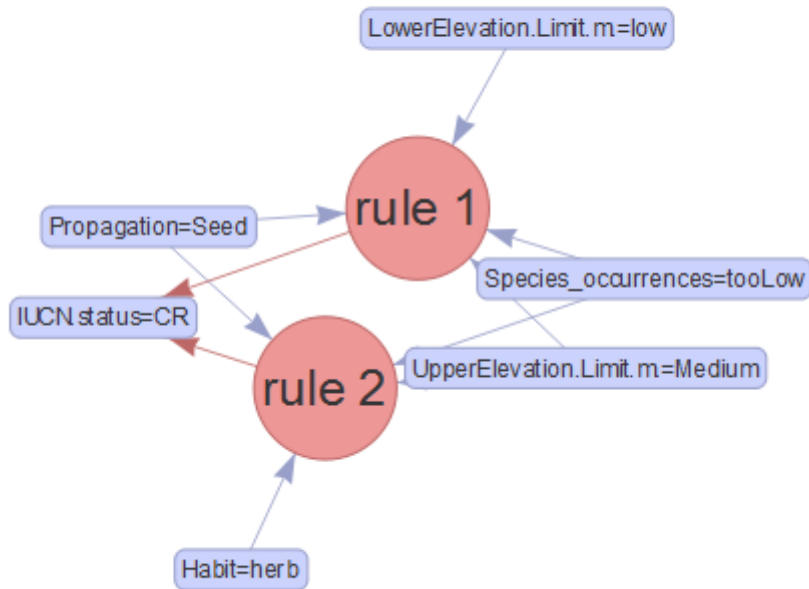 LowerElevation.Limit.m.=low
rule 1
Propagation=Seed
Species_occurrences=tooLow
IUCN.status=CR
UpperElevation.Limit.m.=Medium
rule 2
Habit=herb